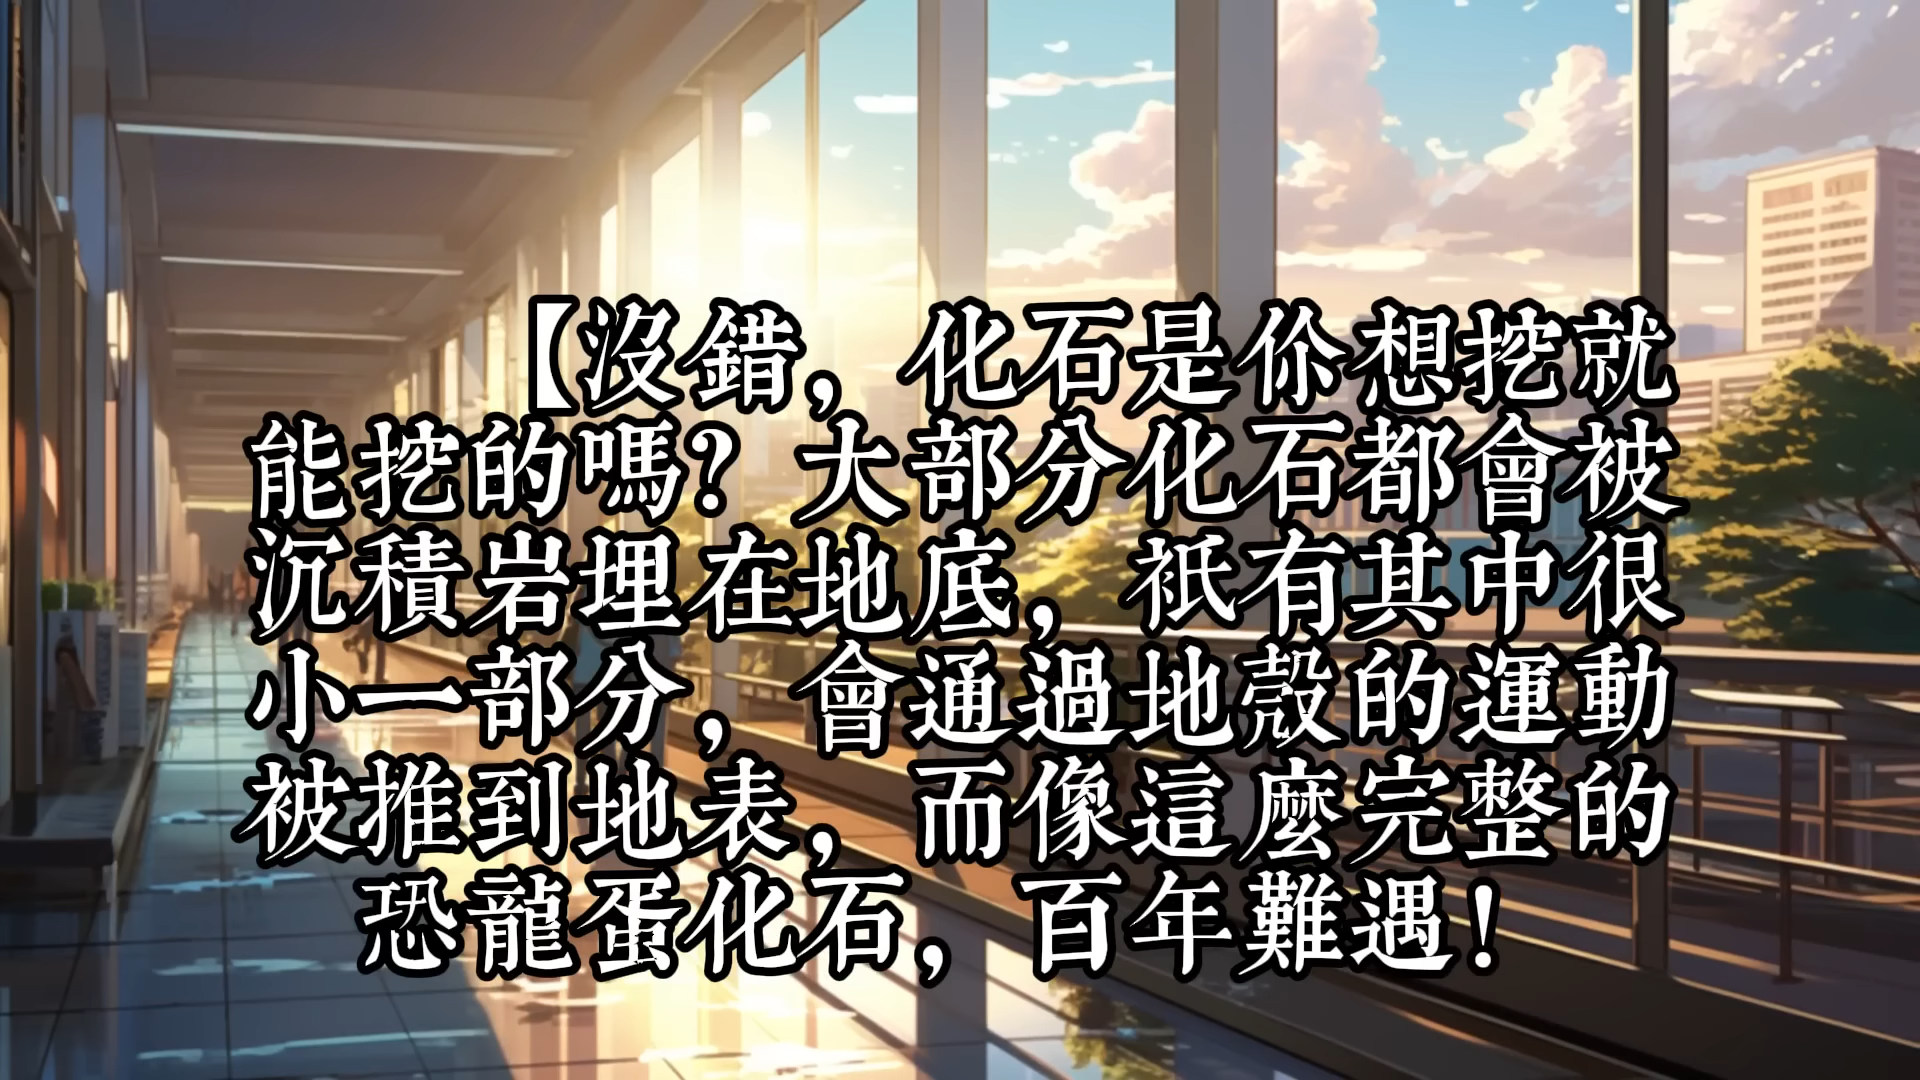 【沒錯，化石是你想挖就
能挖的嗎？大部分化石都會被
沉積岩埋在地底，衹有其中很
小一部分，會通過地殼的運動
被推到地表，而像這麼完整的
恐龍蛋化石，百年難遇！